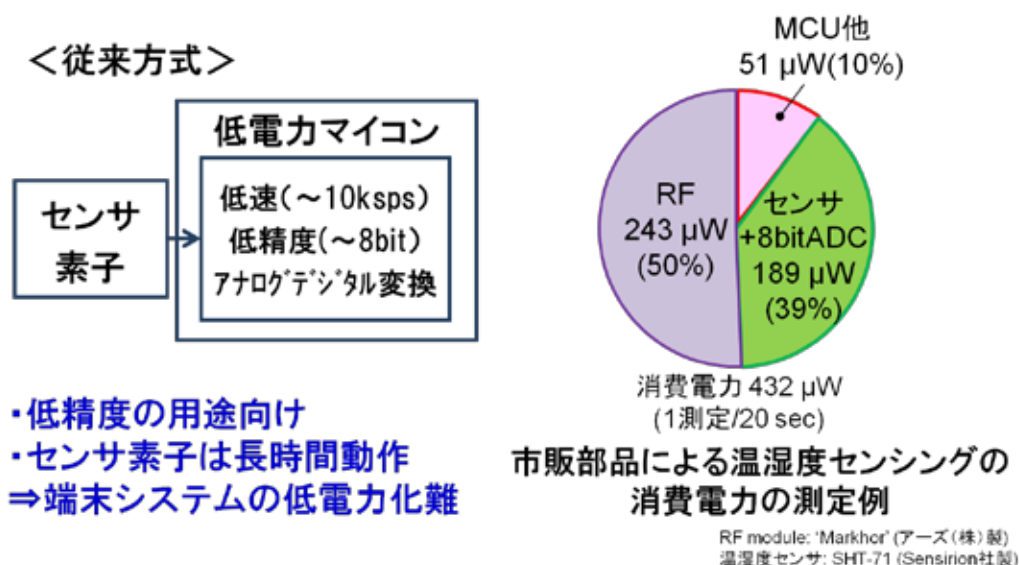 ＜従来方式＞
低電力マイコン
センサ
素子
低速(～10ksps)
低精度(～8bit)
ｱﾅﾛｸﾞﾃﾞｼﾞﾀﾙ変換
・低精度の用途向け
・センサ素子は長時間動作
⇒端末システムの低電力化難
MCU他
51 μW(10%)
RF
243 μW
(50%)
センサ
+8bitADC
189 μW
(39%)
消費電力 432 μW
(1測定/20 sec)
市販部品による温湿度センシングの
消費電力の測定例
RF module: 'Markhor' (アーズ(株)製)
温湿度センサ: SHT-71 (Sensirion社製)